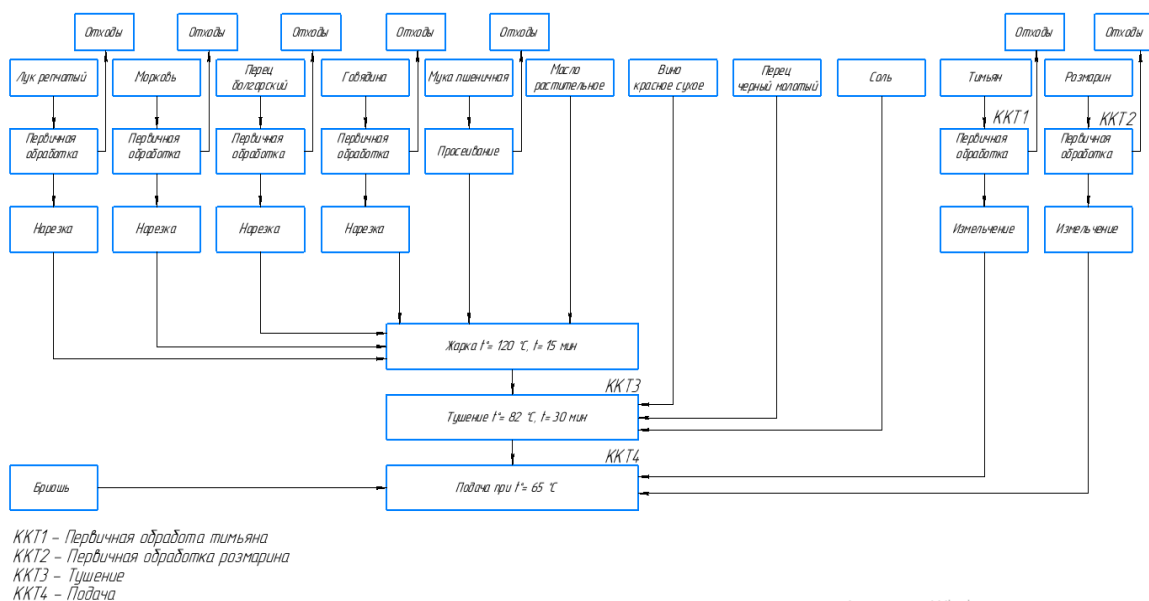 Отходы
Отходы
Отходы
Отходы
Отходы
Отходы
Отходы
Лук репчатый
Морковь
Перец
болгарский
Говядина
Мука пшеничная
Масло
растительное
Вино
красное сухое
Перец
черный молотый
Соль
Тимьян
Розмарин
ККТ1
ККТ2
Первичная
обработка
Первичная
обработка
Первичная
обработка
Первичная
обработка
Просеивание
Первичная
обработка
Первичная
обработка
Нарезка
Нарезка
Нарезка
Нарезка
Измельчение
Измельчение
Жарка t°= 120 °C, t= 15 мин
ККТ3
Тушение t°= 82 °C, t= 30 мин
ККТ4
Бриошь
Подача при t°= 65 °C
ККТ1 – Первичная обработа тимьяна
ККТ2 – Первичная обработка розмарина
ККТ3 – Тушение
ККТ4 – Подача